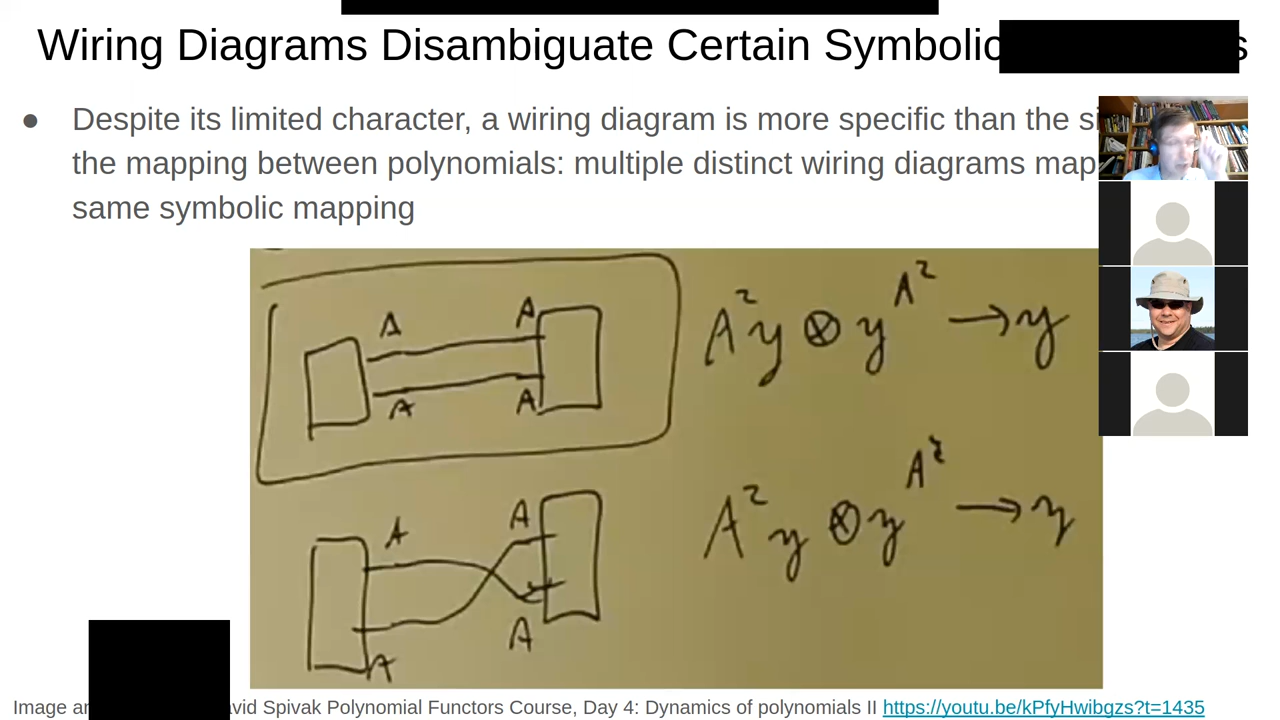 Wiring Diagrams Disambiguate Certain Symbolic
Despite its limited character, a wiring diagram is more specific than the
the mapping between polynomials: multiple distinct wiring diagrams map
same symbolic mapping
A A
A A
A²y ⊗ y^A² → y
A A
A A
A²y ⊗ y^A² → y
Image David Spivak Polynomial Functors Course, Day 4: Dynamics of polynomials II https://youtu.be/kPfyHwibgzs?t=1435